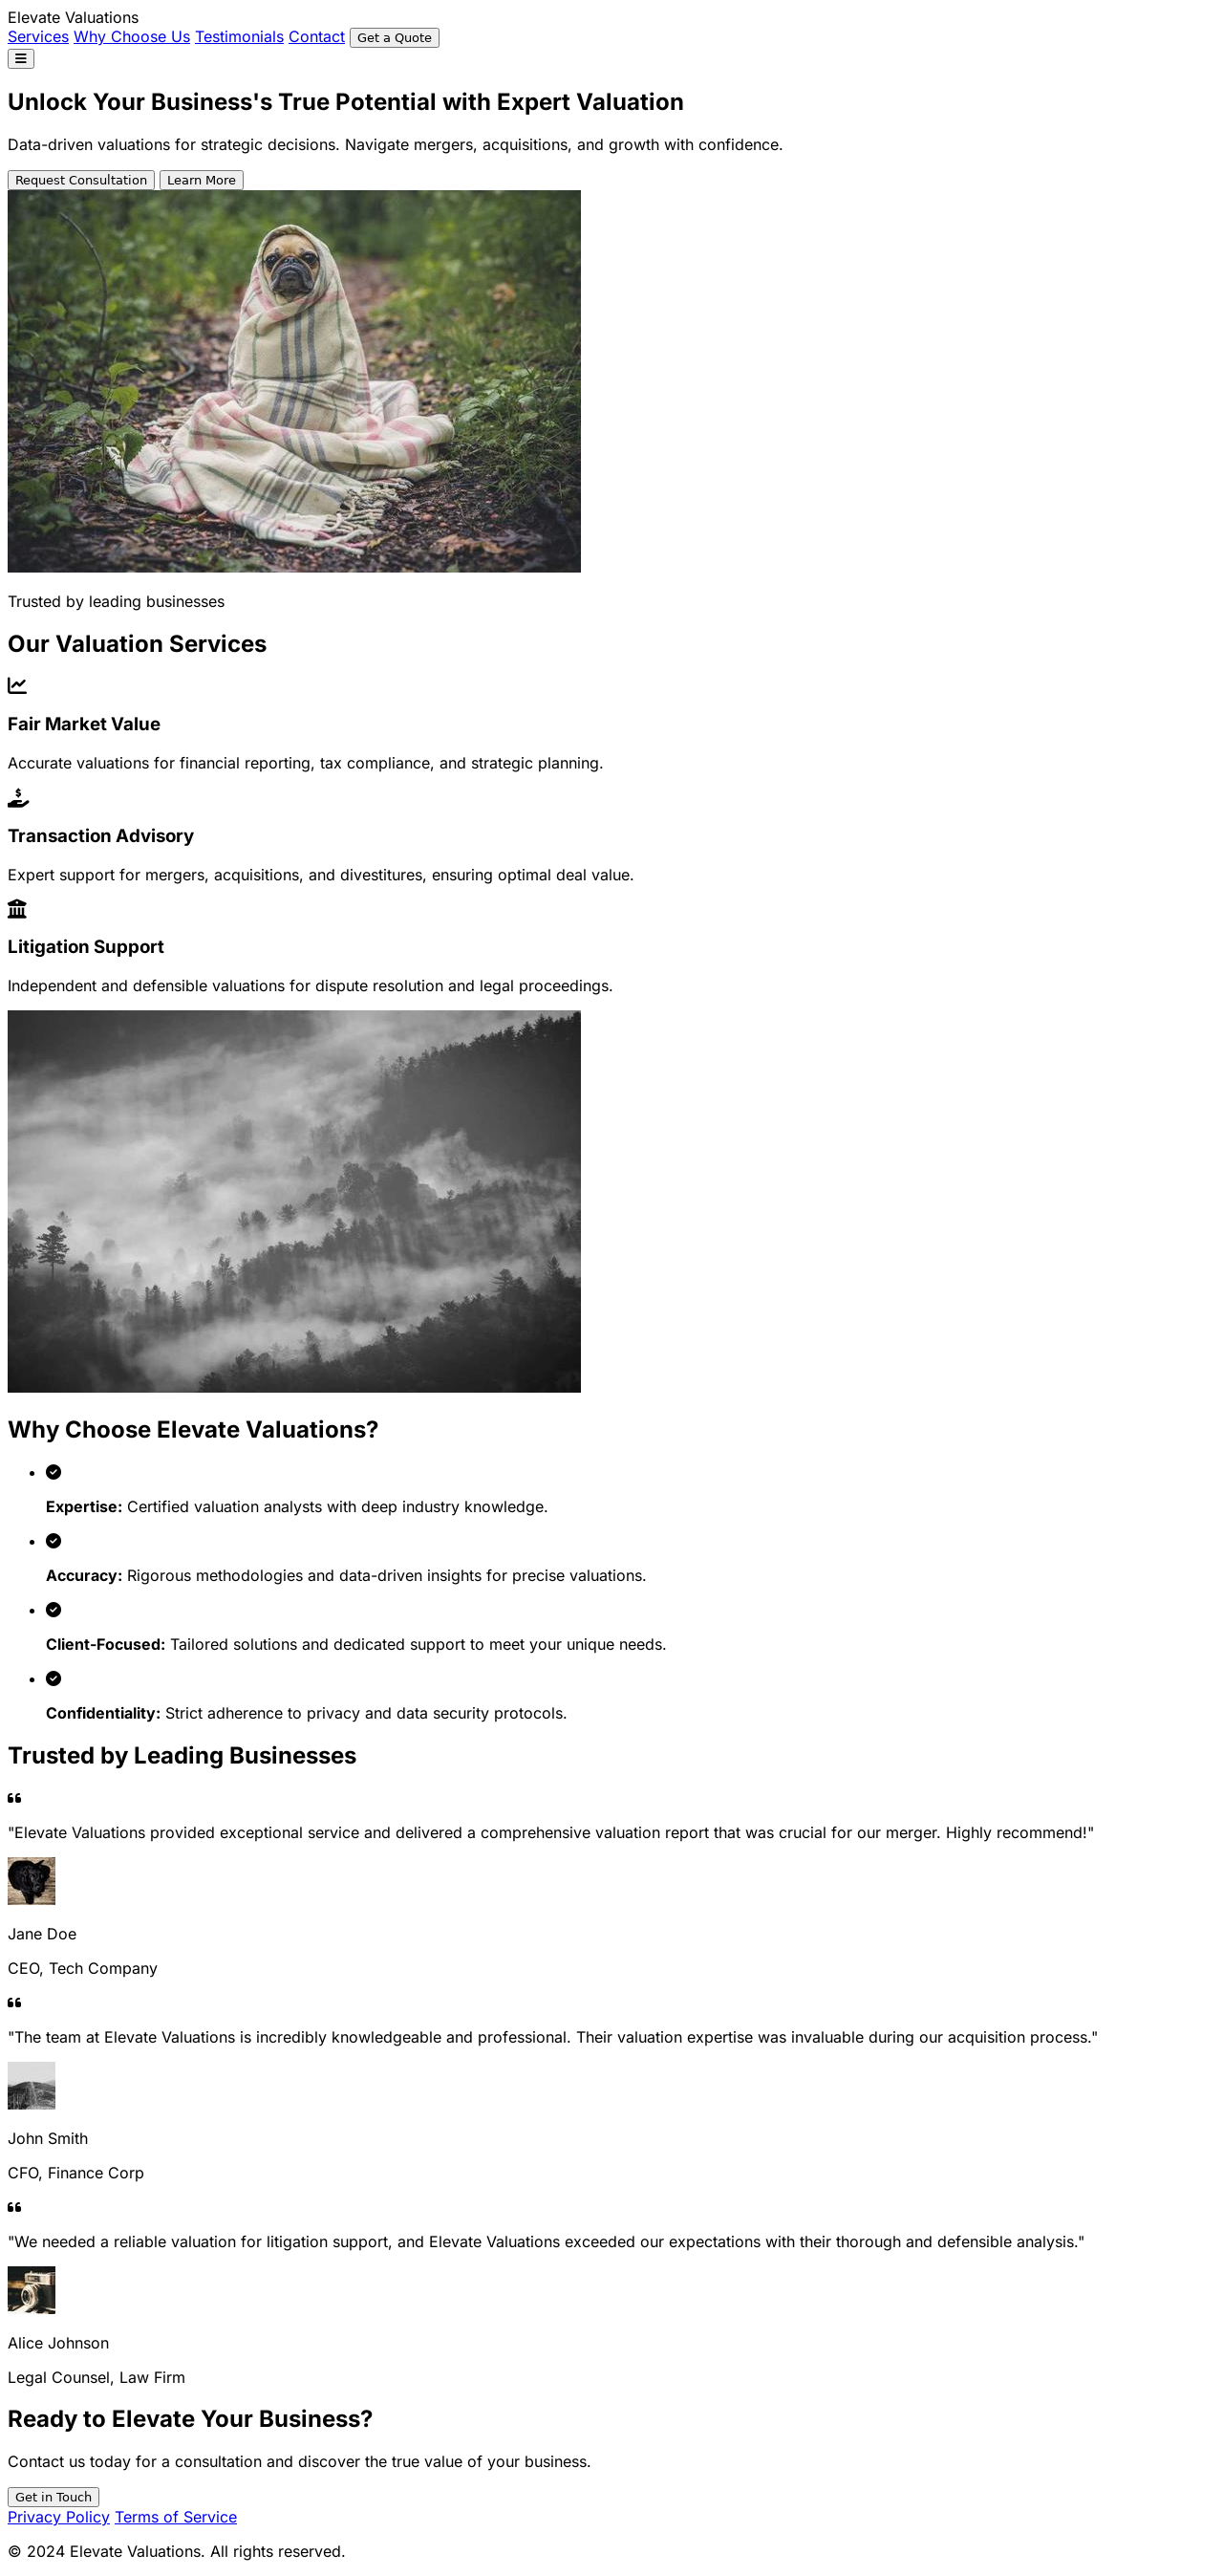 Elevate Valuations
Services Why Choose Us Testimonials Contact Get a Quote
Unlock Your Business's True Potential with Expert Valuation
Data-driven valuations for strategic decisions. Navigate mergers, acquisitions, and growth with confidence.
Request Consultation Learn More
Trusted by leading businesses
Our Valuation Services
Fair Market Value
Accurate valuations for financial reporting, tax compliance, and strategic planning.
Transaction Advisory
Expert support for mergers, acquisitions, and divestitures, ensuring optimal deal value.
Litigation Support
Independent and defensible valuations for dispute resolution and legal proceedings.
Why Choose Elevate Valuations?
Expertise: Certified valuation analysts with deep industry knowledge.
Accuracy: Rigorous methodologies and data-driven insights for precise valuations.
Client-Focused: Tailored solutions and dedicated support to meet your unique needs.
Confidentiality: Strict adherence to privacy and data security protocols.
Trusted by Leading Businesses
"Elevate Valuations provided exceptional service and delivered a comprehensive valuation report that was crucial for our merger. Highly recommend!"
Jane Doe
CEO, Tech Company
"The team at Elevate Valuations is incredibly knowledgeable and professional. Their valuation expertise was invaluable during our acquisition process."
John Smith
CFO, Finance Corp
"We needed a reliable valuation for litigation support, and Elevate Valuations exceeded our expectations with their thorough and defensible analysis."
Alice Johnson
Legal Counsel, Law Firm
Ready to Elevate Your Business?
Contact us today for a consultation and discover the true value of your business.
Get in Touch
Privacy Policy Terms of Service
© 2024 Elevate Valuations. All rights reserved.